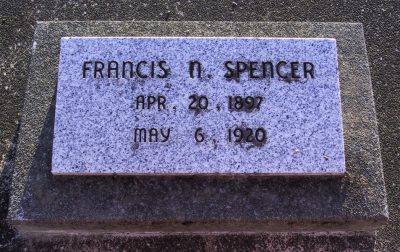 FRANCIS N. SPENCER
APR. 20, 1897
MAY 6, 1920